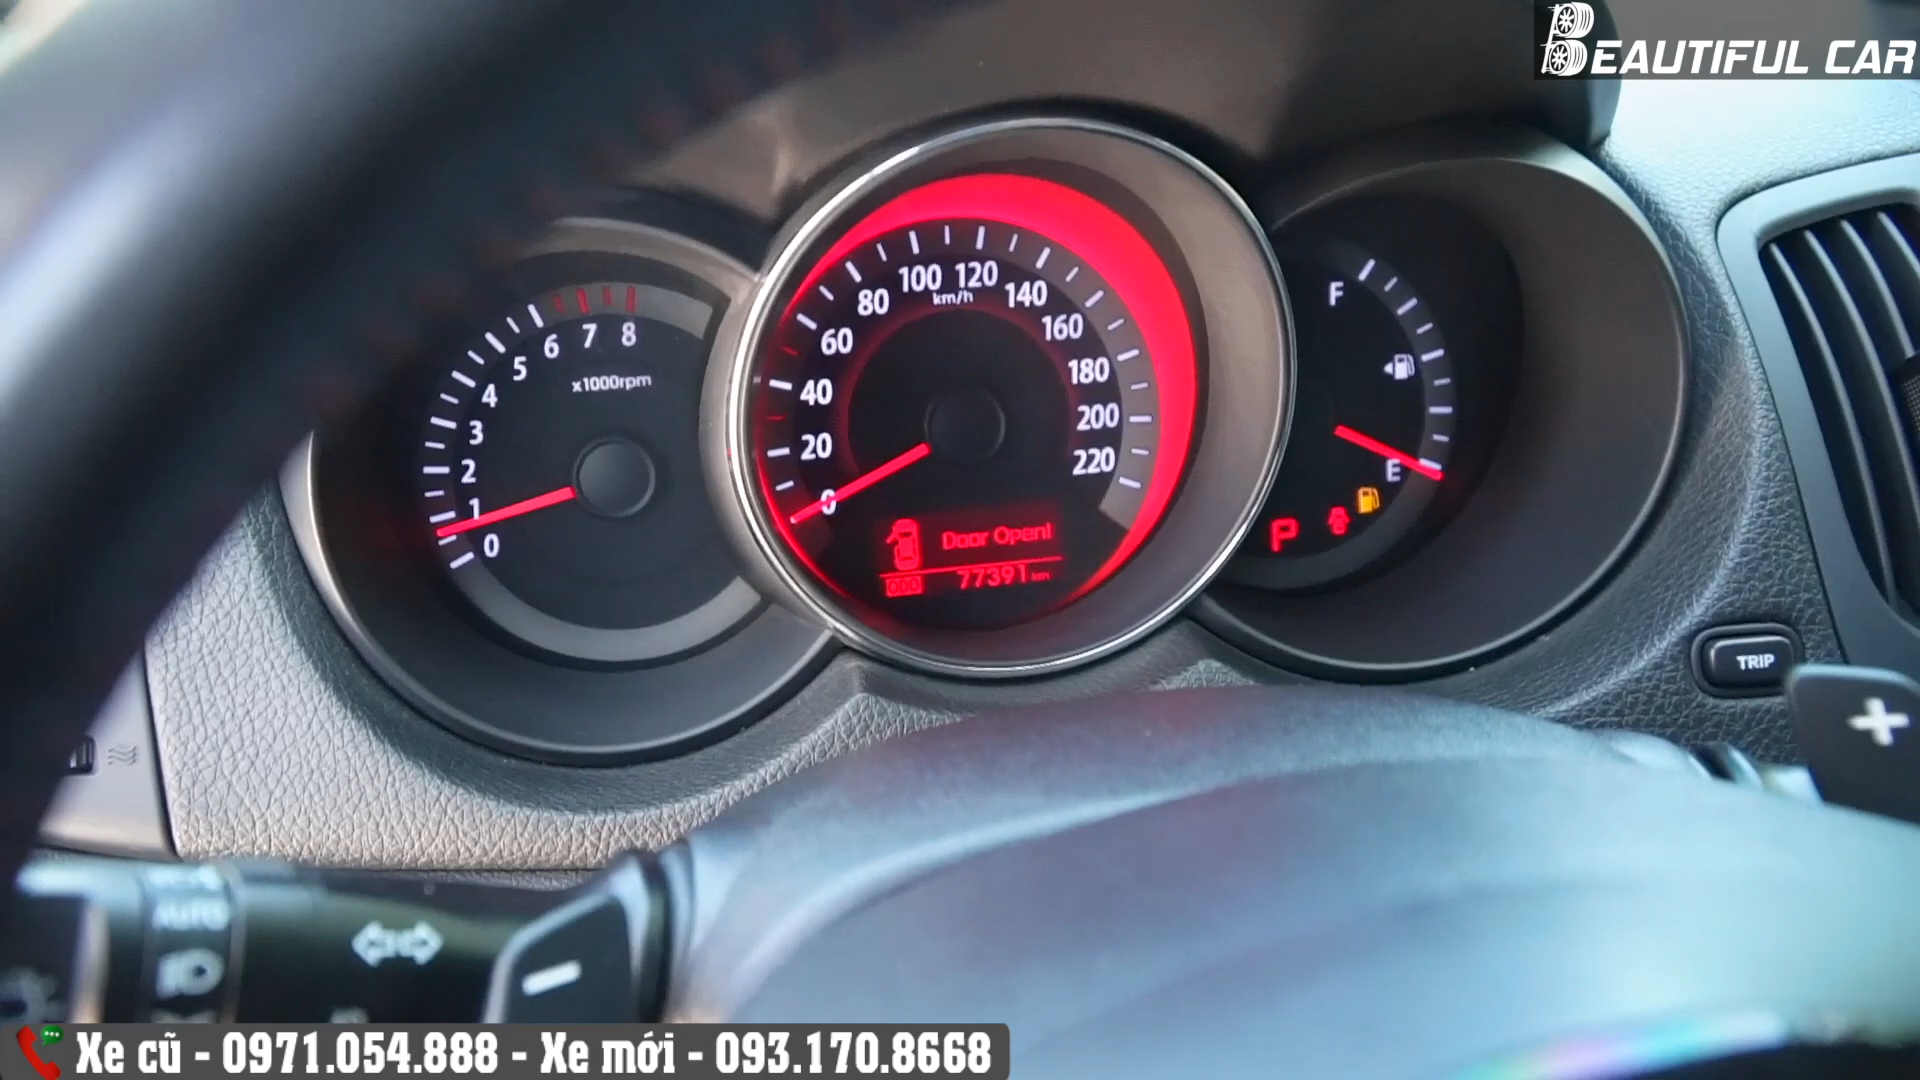 BEAUTIFUL CAR
0
1
2
3
4
5
6
7
8
x1000rpm
0
20
40
60
80
100
120
140
160
180
200
220
km/h
Door Open!
ODO 77391 km
F
E
P
TRIP
+
AUTO
-
Xe cũ - 0971.054.888 - Xe mới - 093.170.8668